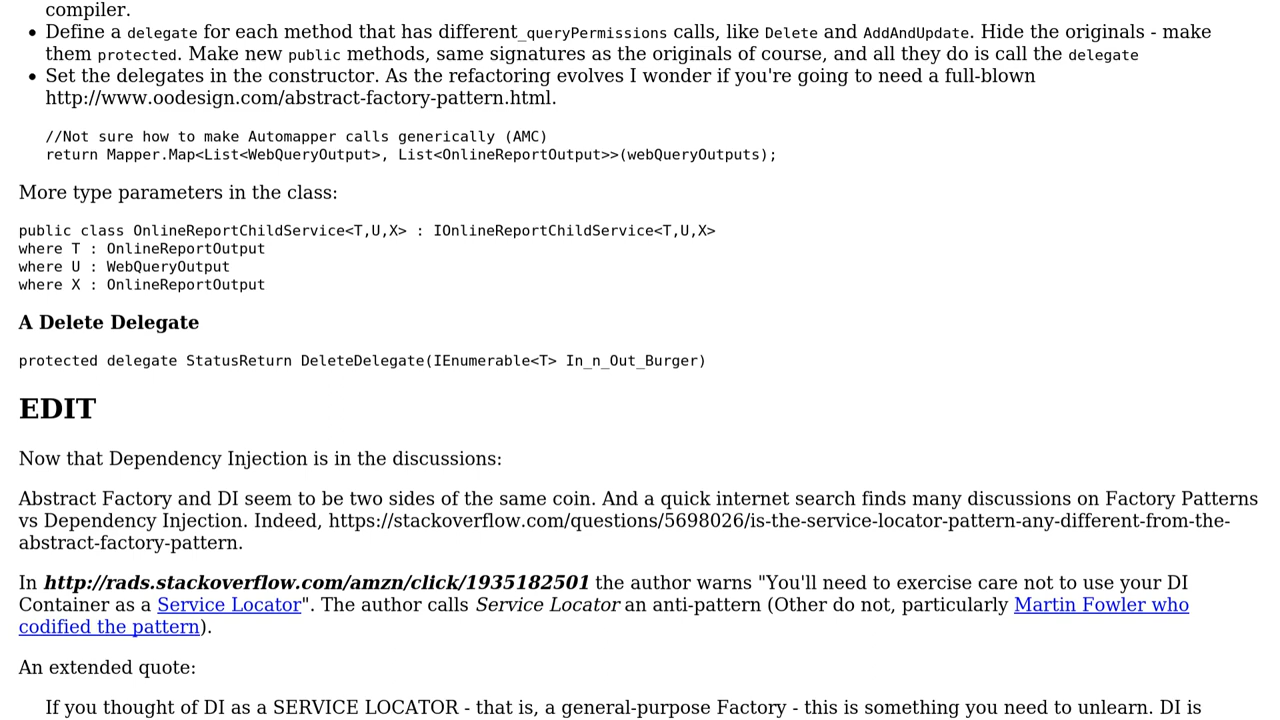 compiler.
Define a delegate for each method that has different_queryPermissions calls, like Delete and AddAndUpdate. Hide the originals - make
them protected. Make new public methods, same signatures as the originals of course, and all they do is call the delegate
Set the delegates in the constructor. As the refactoring evolves I wonder if you're going to need a full-blown
http://www.oodesign.com/abstract-factory-pattern.html.
//Not sure how to make Automapper calls generically (AMC)
return Mapper.Map<List<WebQueryOutput>, List<OnlineReportOutput>>(webQueryOutputs);
More type parameters in the class:
public class OnlineReportChildService<T,U,X> : IOnlineReportChildService<T,U,X>
where T : OnlineReportOutput
where U : WebQueryOutput
where X : OnlineReportOutput
A Delete Delegate
protected delegate StatusReturn DeleteDelegate(IEnumerable<T> In_n_Out_Burger)
EDIT
Now that Dependency Injection is in the discussions:
Abstract Factory and DI seem to be two sides of the same coin. And a quick internet search finds many discussions on Factory Patterns
vs Dependency Injection. Indeed, https://stackoverflow.com/questions/5698026/is-the-service-locator-pattern-any-different-from-the-
abstract-factory-pattern.
In http://rads.stackoverflow.com/amzn/click/1935182501 the author warns "You'll need to exercise care not to use your DI
Container as a Service Locator". The author calls Service Locator an anti-pattern (Other do not, particularly Martin Fowler who
codified the pattern).
An extended quote:
If you thought of DI as a SERVICE LOCATOR - that is, a general-purpose Factory - this is something you need to unlearn. DI is